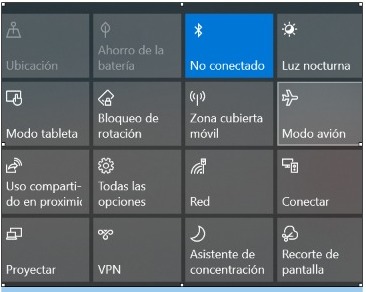 Ubicación
Ahorro de la
batería
No conectado
Luz nocturna
Modo tableta
Bloqueo de
rotación
Zona cubierta
móvil
Modo avión
Uso comparti-
do en proximic
Todas las
opciones
Red
Conectar
Proyectar
VPN
Asistente de
concentración
Recorte de
pantalla